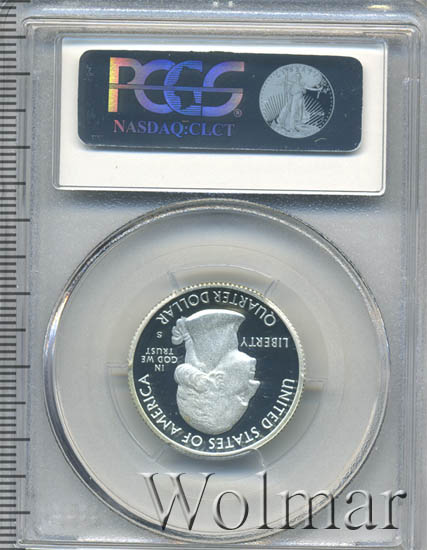 PCGS®
NASDAQ:CLCT
UNITED STATES OF AMERICA
LIBERTY
IN
GOD WE
TRUST
S
QUARTER DOLLAR
Wolmar